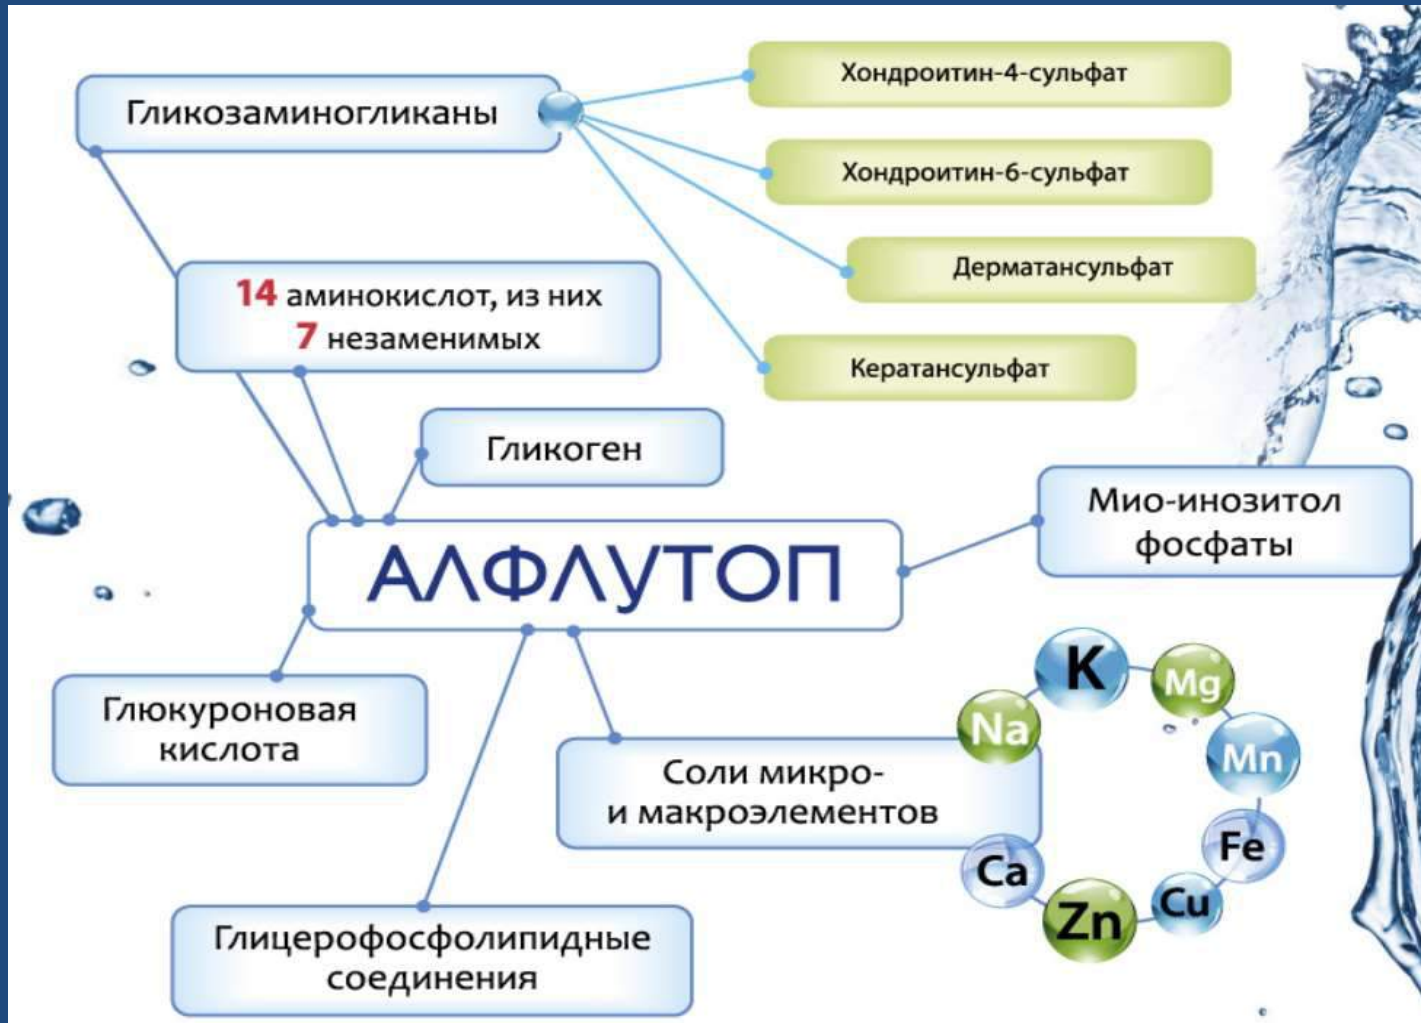 Гликозаминогликаны
Хондроитин-4-сульфат
Хондроитин-6-сульфат
Дерматансульфат
Кератансульфат
14 аминокислот, из них
7 незаменимых
Гликоген
АЛФЛУТОП
Мио-инозитол
фосфаты
Глюкуроновая
кислота
Соли микро-
и макроэлементов
Na
K
Mg
Mn
Fe
Cu
Zn
Ca
Глицерофосфолипидные
соединения